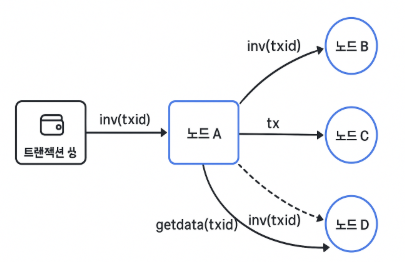 inv(txid)
노드 B
inv(txid)
노드 A
tx
노드 C
트랜잭션 상
getdata(txid)
inv(txid)
노드 D